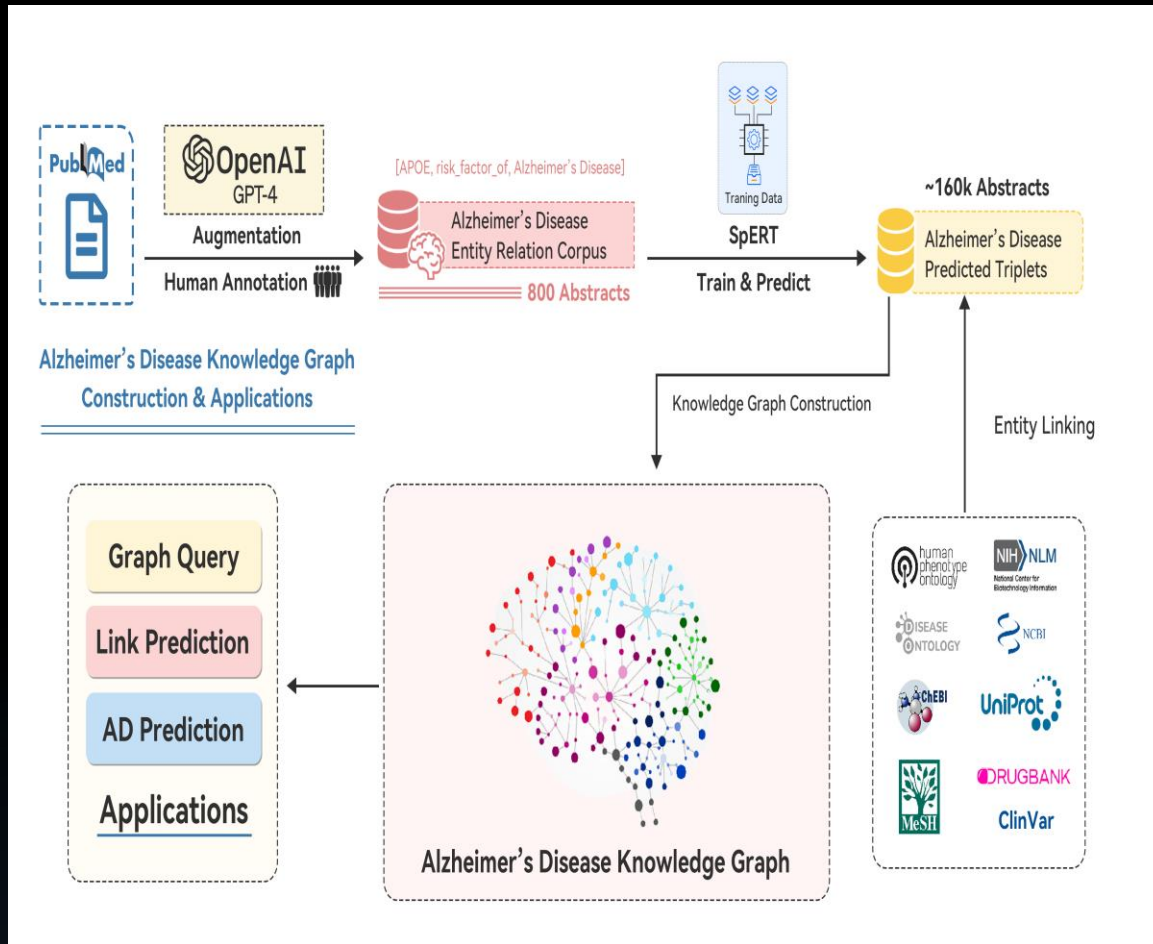 PubMed
OpenAI
GPT-4
Augmentation
Human Annotation
[APOE, risk_factor_of, Alzheimer's Disease]
Alzheimer's Disease
Entity Relation Corpus
800 Abstracts
Traning Data
SpERT
Train & Predict
~160k Abstracts
Alzheimer's Disease
Predicted Triplets
Alzheimer's Disease Knowledge Graph
Construction & Applications
Knowledge Graph Construction
Entity Linking
Graph Query
Link Prediction
AD Prediction
Applications
Alzheimer's Disease Knowledge Graph
human
phenotype
ontology
NIH NLM
National Center for
Biotechnology Information
DISEASE
ONTOLOGY
NCBI
ChEBI
UniProt
MeSH
DRUGBANK
ClinVar